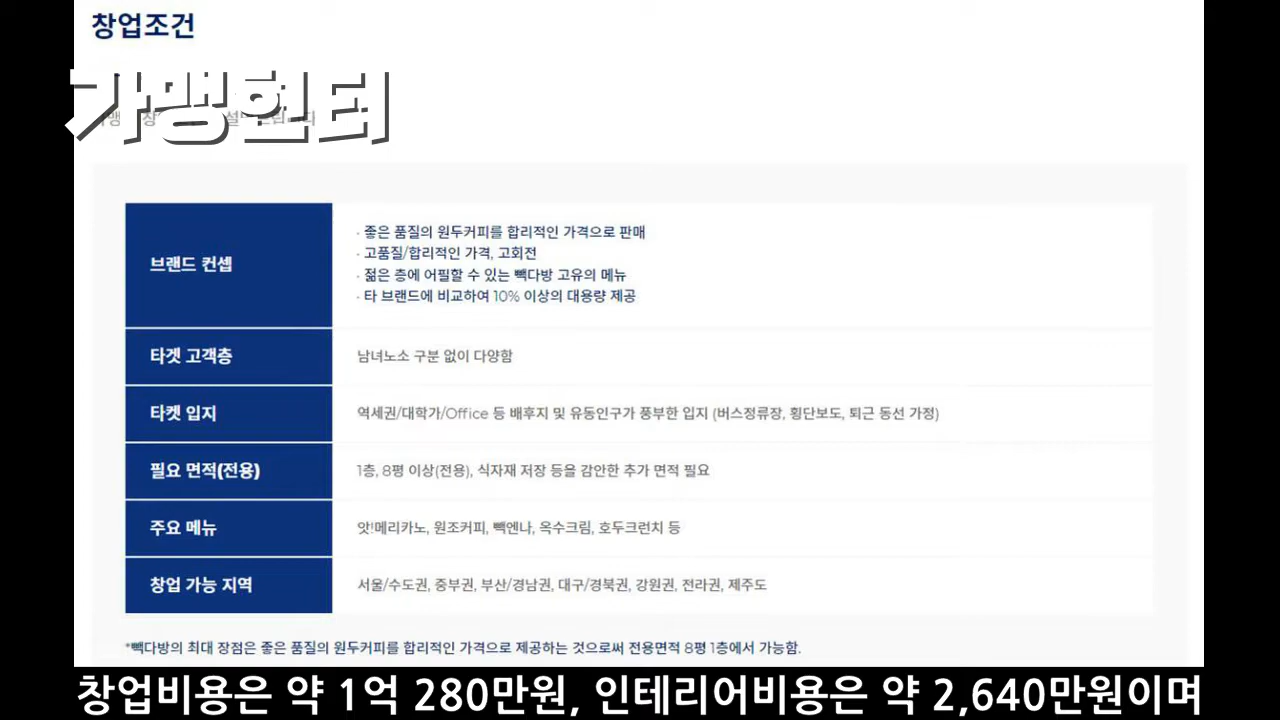 창업조건
가맹헌터
브랜드 컨셉
· 좋은 품질의 원두커피를 합리적인 가격으로 판매
· 고품질/합리적인 가격, 고회전
· 젊은 층에 어필할 수 있는 빽다방 고유의 메뉴
· 타 브랜드에 비교하여 10% 이상의 대용량 제공
타겟 고객층
남녀노소 구분 없이 다양함
타켓 입지
역세권/대학가/Office 등 배후지 및 유동인구가 풍부한 입지 (버스정류장, 횡단보도, 퇴근 동선 가정)
필요 면적(전용)
1층, 8평 이상(전용), 식자재 저장 등을 감안한 추가 면적 필요
주요 메뉴
앗!메리카노, 원조커피, 빽엔나, 옥수크림, 호두크런치 등
창업 가능 지역
서울/수도권, 중부권, 부산/경남권, 대구/경북권, 강원권, 전라권, 제주도
*빽다방의 최대 장점은 좋은 품질의 원두커피를 합리적인 가격으로 제공하는 것으로써 전용면적 8평 1층에서 가능함.
창업비용은 약 1억 280만원, 인테리어비용은 약 2,640만원이며